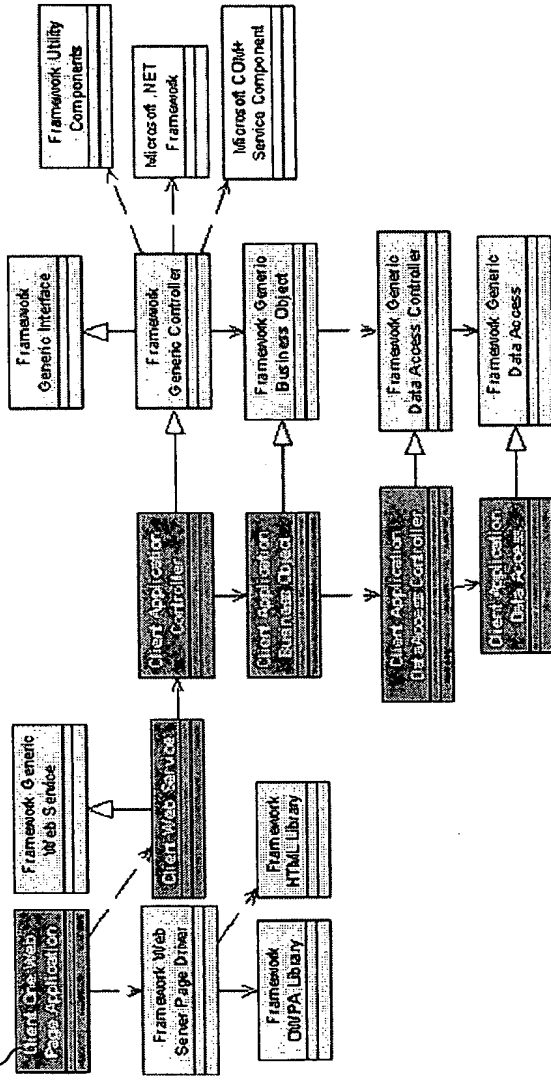 Client One Web
Page Application
Framework Generic
Web Service
Framework
Generic Interface
Framework Utility
Components
Framework Web
Server Page Driver
Client Web Service
Client Application
Controller
Framework
Generic Controller
Microsoft .NET
Framework
Framework
OWPA Library
Framework
HTML Library
Client Application
Business Object
Framework Generic
Business Object
Microsoft COM+
Service Component
Client Application
Data Access Controller
Framework Generic
Data Access Controller
Client Application
Data Access
Framework Generic
Data Access